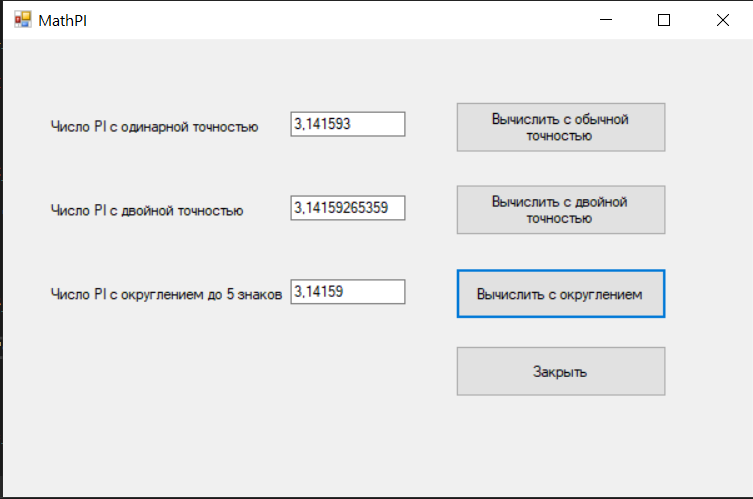 MathPI
Число PI с одинарной точностью
3,141593
Вычислить с обычной
точностью
Число PI с двойной точностью
3,14159265359
Вычислить с двойной
точностью
Число PI с округлением до 5 знаков
3,14159
Вычислить с округлением
Закрыть